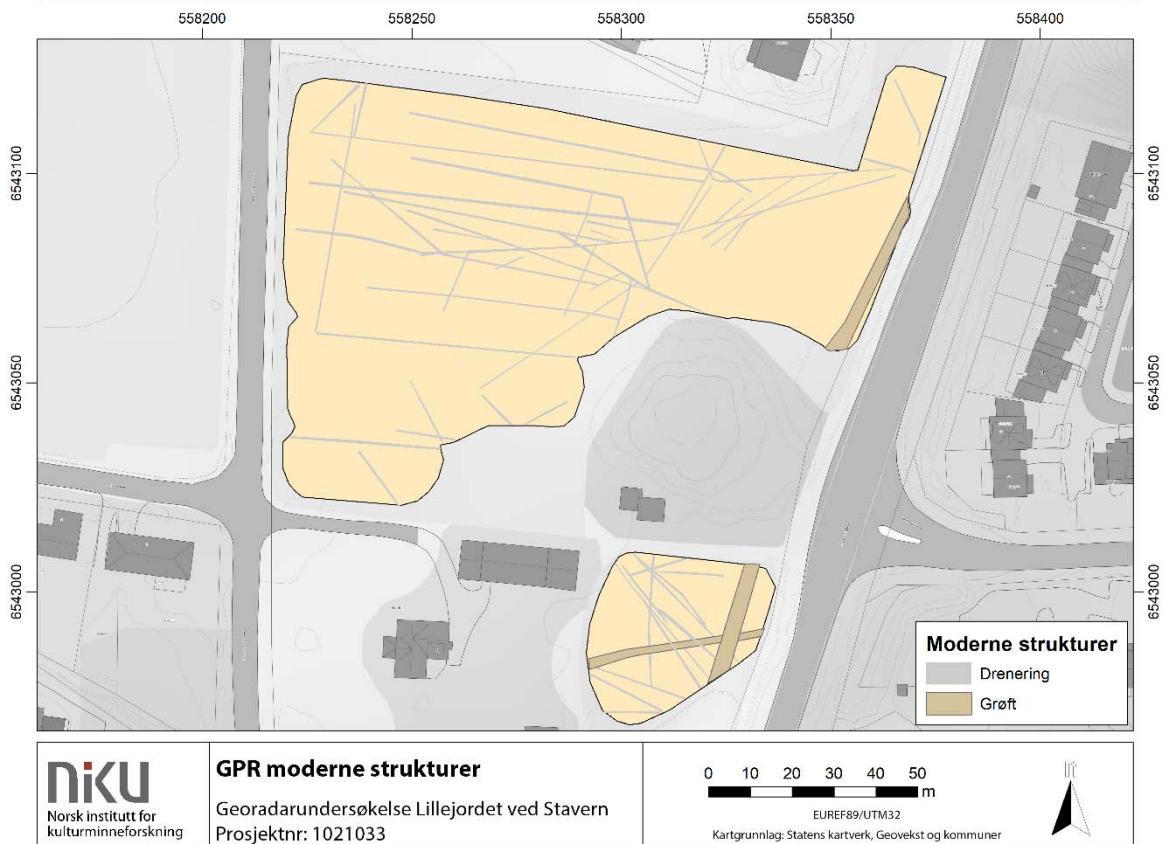 558200 558250 558300 558350 558400
6543100 6543100
6543050 6543050
6543000 6543000
Moderne strukturer
Drenering
Grøft
niku
Norsk institutt for
kulturminneforskning
GPR moderne strukturer
Georadarundersøkelse Lillejordet ved Stavern
Prosjektnr: 1021033
0 10 20 30 40 50
m
EUREF89/UTM32
Kartgrunnlag: Statens kartverk, Geovekst og kommuner